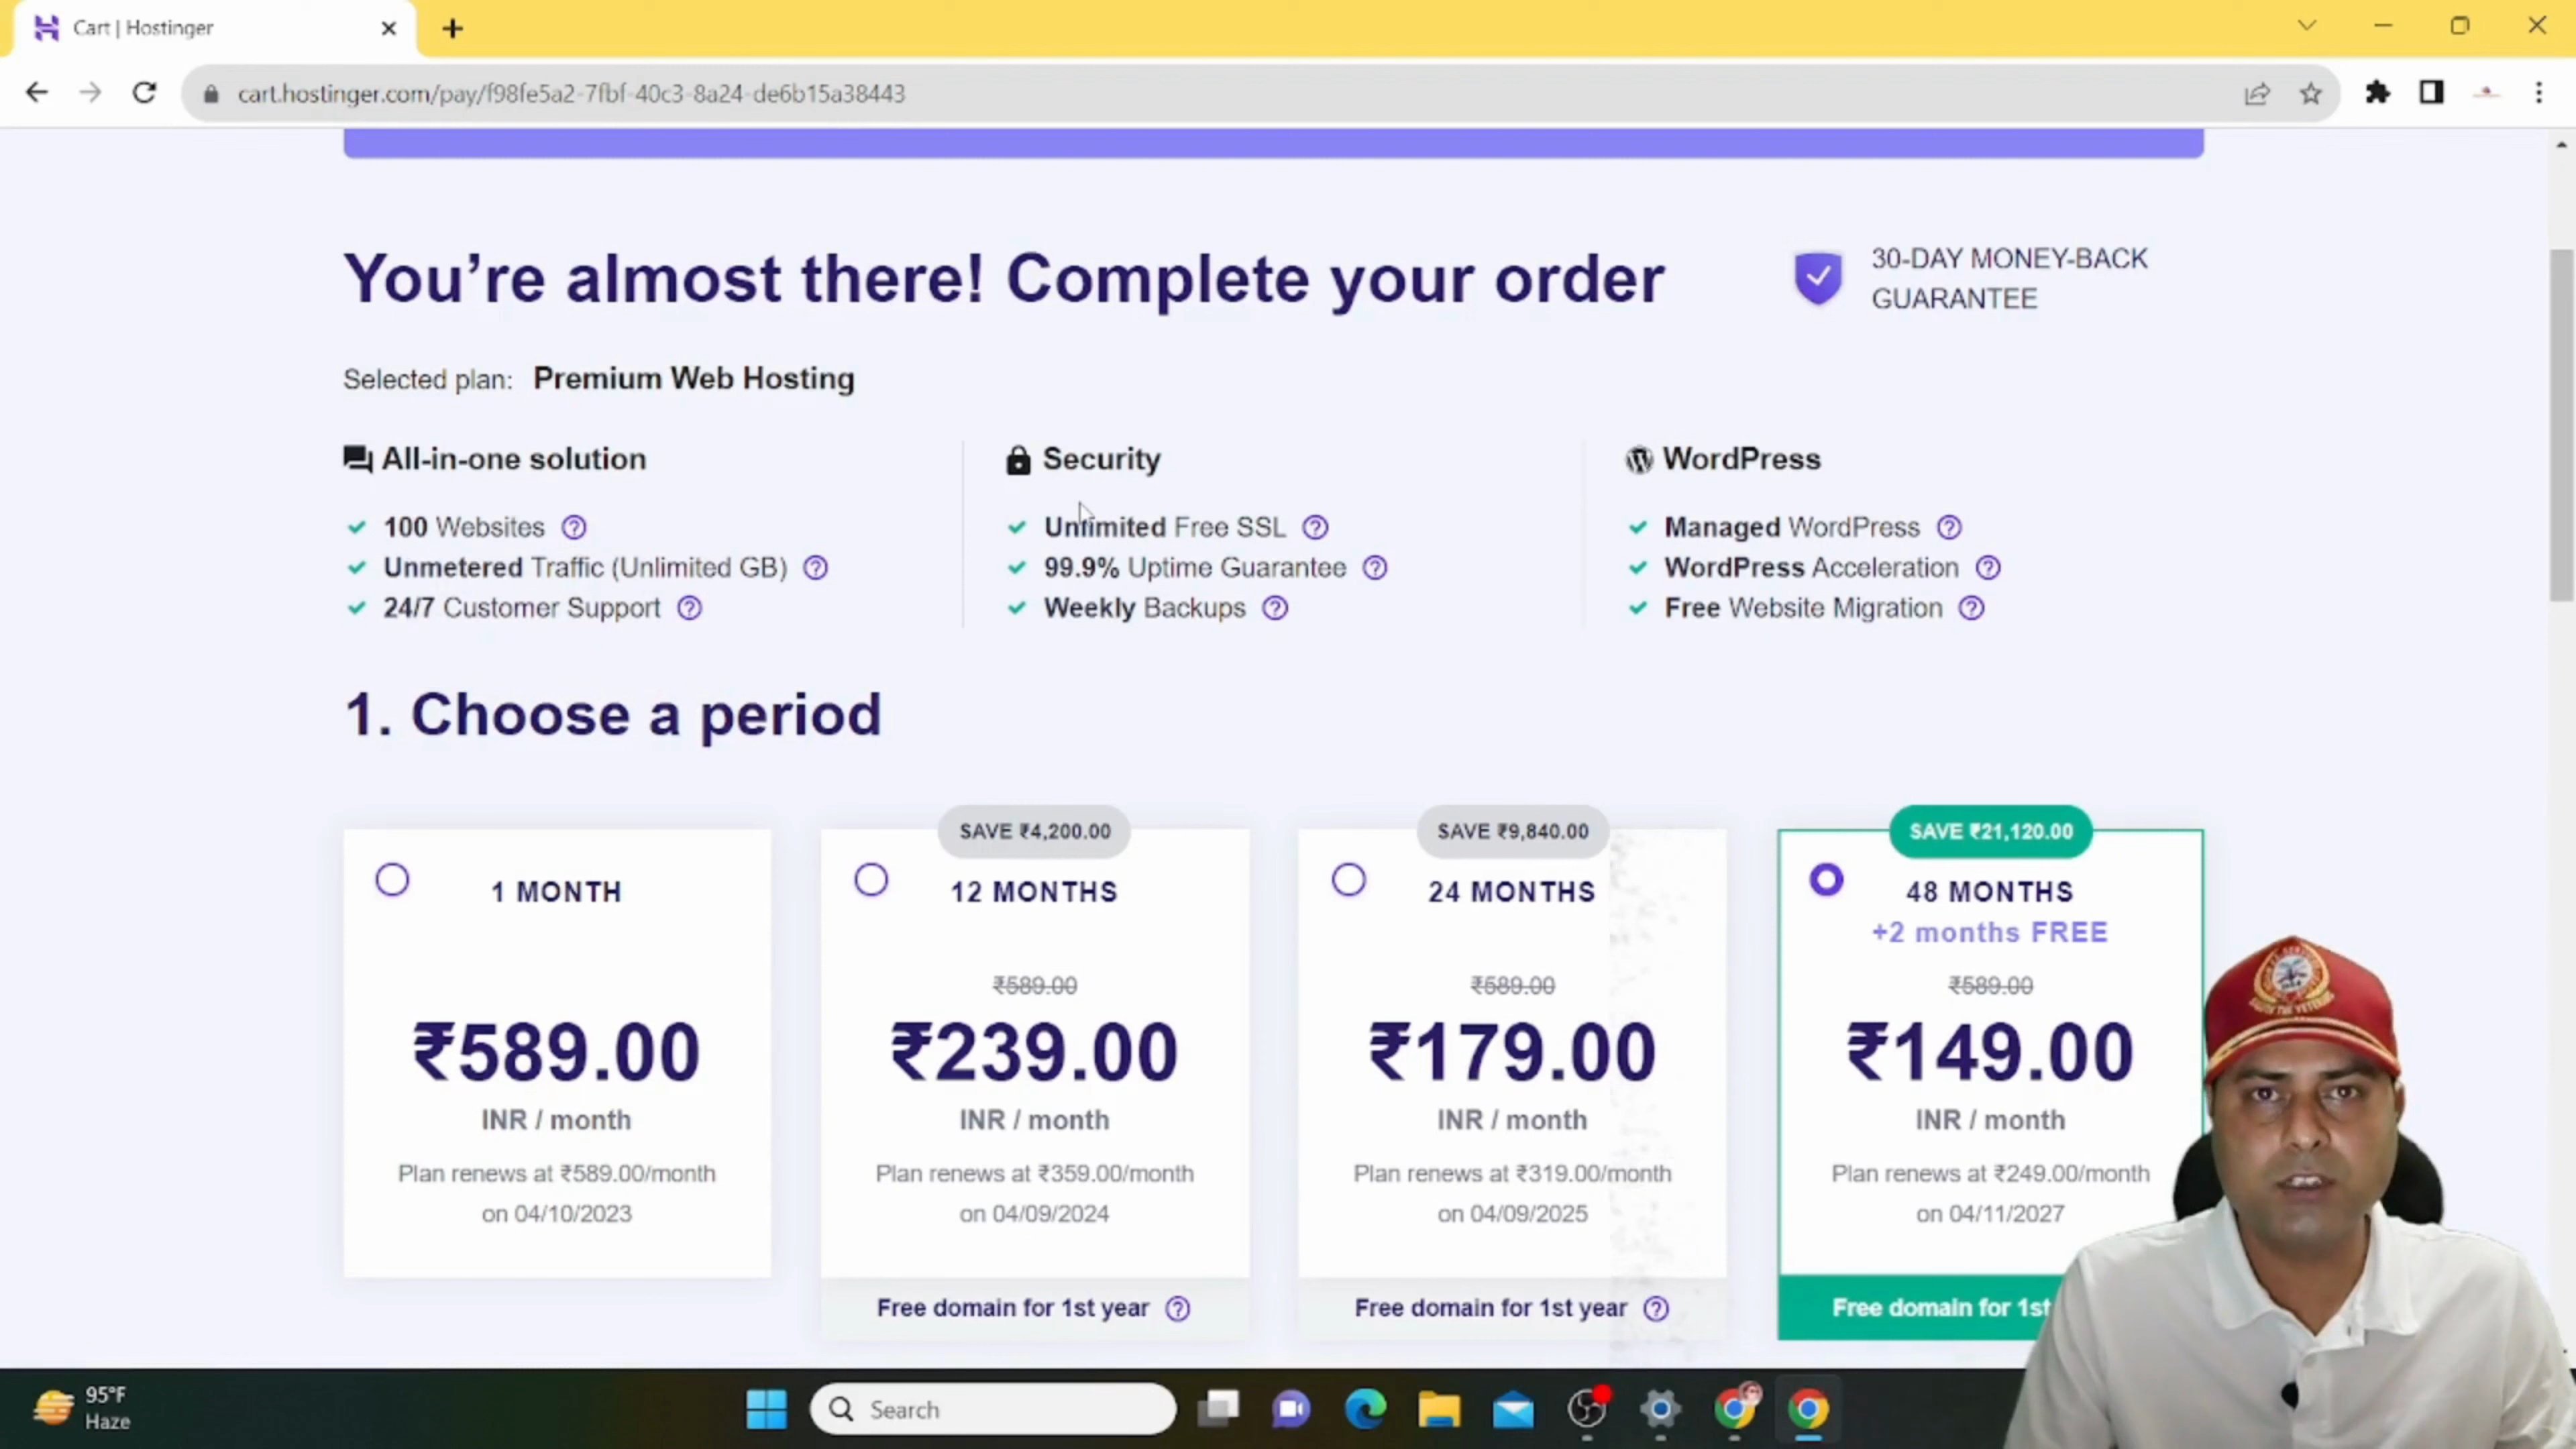 Cart | Hostinger
cart.hostinger.com/pay/f98fe5a2-7fbf-40c3-8a24-de6b15a38443
You're almost there! Complete your order
30-DAY MONEY-BACK
GUARANTEE
Selected plan: Premium Web Hosting
All-in-one solution
100 Websites
Unmetered Traffic (Unlimited GB)
24/7 Customer Support
Security
Unlimited Free SSL
99.9% Uptime Guarantee
Weekly Backups
WordPress
Managed WordPress
WordPress Acceleration
Free Website Migration
1. Choose a period
1 MONTH
₹589.00
INR / month
Plan renews at ₹589.00/month
on 04/10/2023
SAVE ₹4,200.00
12 MONTHS
₹589.00
₹239.00
INR / month
Plan renews at ₹359.00/month
on 04/09/2024
Free domain for 1st year
SAVE ₹9,840.00
24 MONTHS
₹589.00
₹179.00
INR / month
Plan renews at ₹319.00/month
on 04/09/2025
Free domain for 1st year
SAVE ₹21,120.00
48 MONTHS
+2 months FREE
₹589.00
₹149.00
INR / month
Plan renews at ₹249.00/month
on 04/11/2027
Free domain for 1st
95°F
Haze
Search